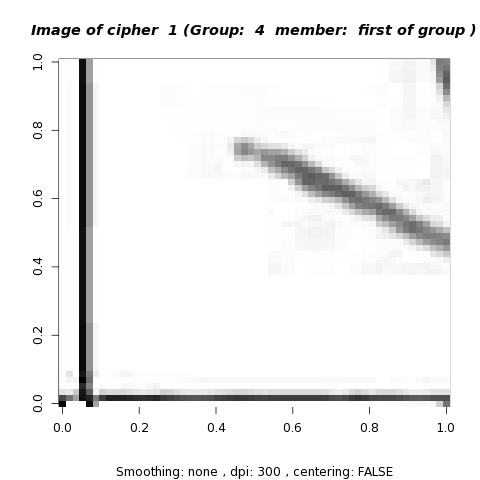 Image of cipher 1 (Group: 4 member: first of group )
1.0
0.8
0.6
0.4
0.2
0.0
0.0 0.2 0.4 0.6 0.8 1.0
Smoothing: none , dpi: 300 , centering: FALSE